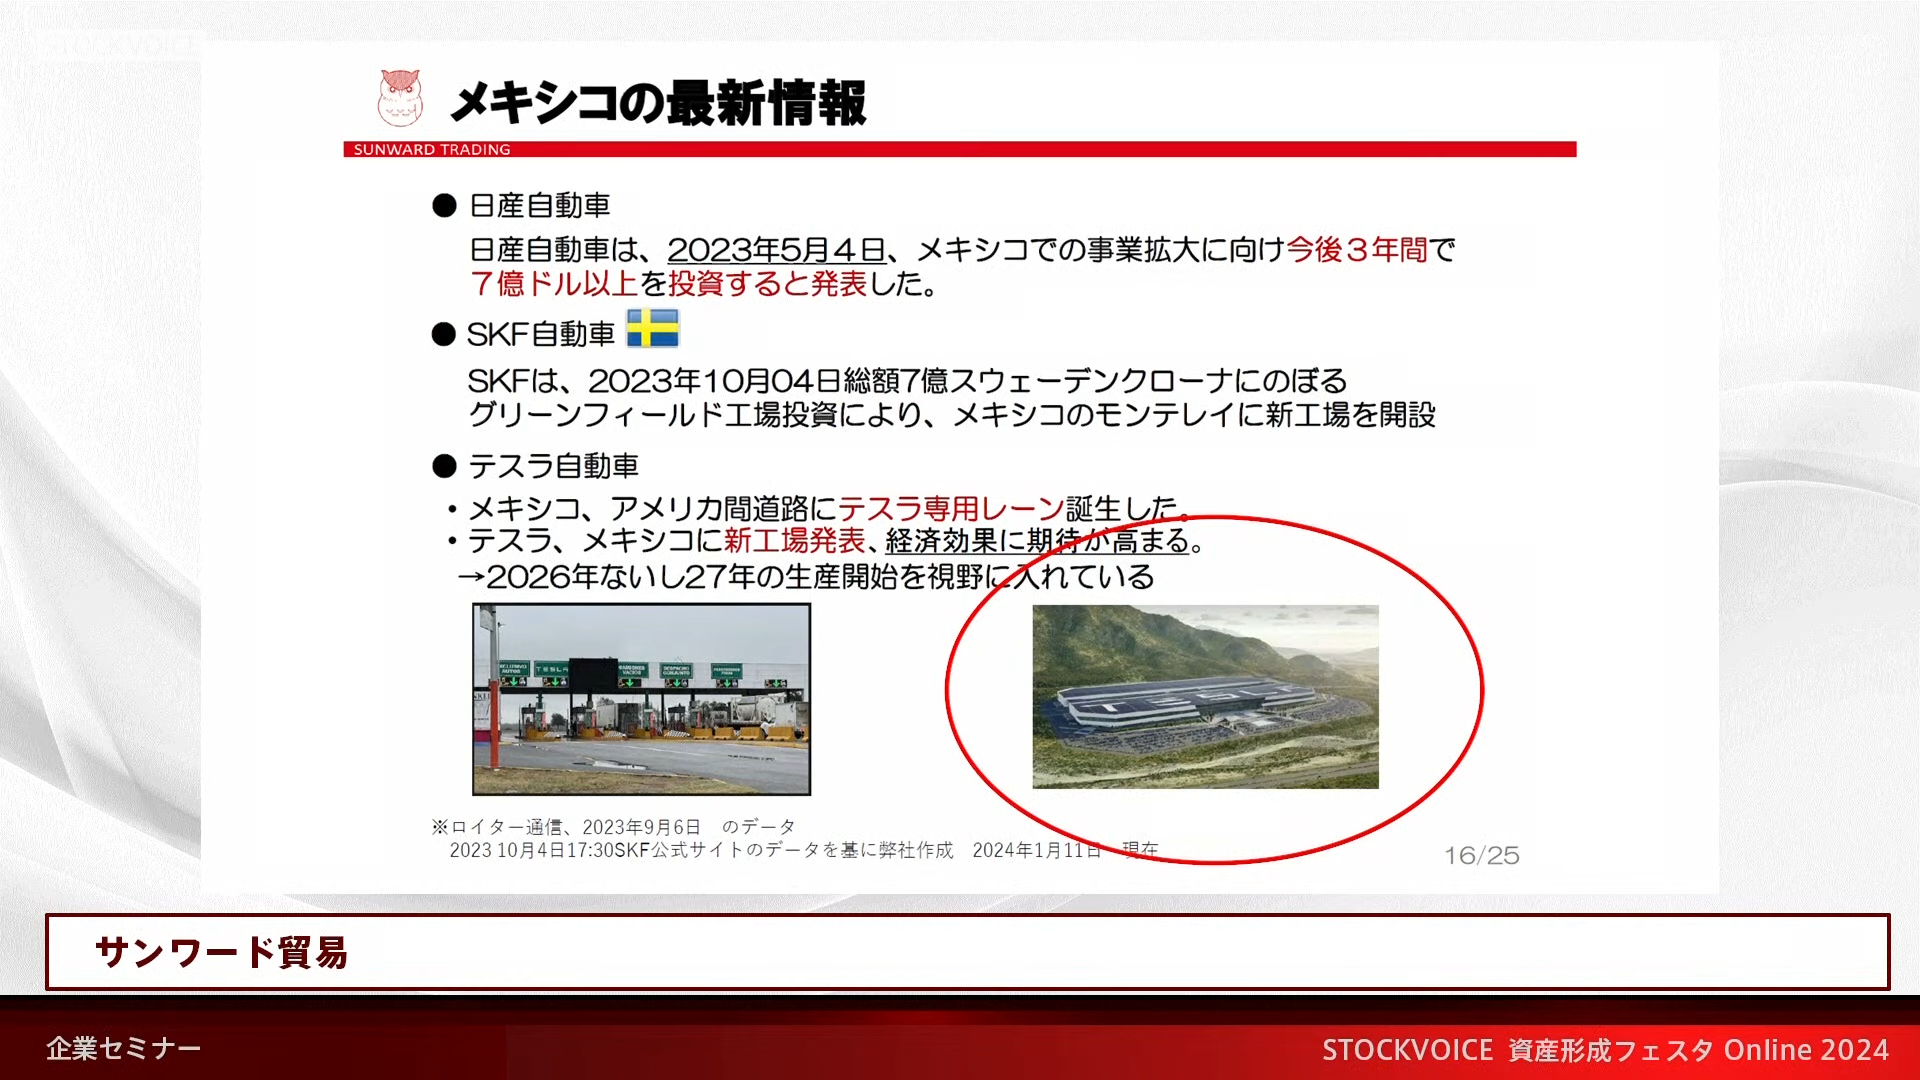 STOCKVOICE
メキシコの最新情報
SUNWARD TRADING
● 日産自動車
日産自動車は、2023年5月4日、メキシコでの事業拡大に向け今後3年間で
7億ドル以上を投資すると発表した。
● SKF自動車
SKFは、2023年10月04日総額7億スウェーデンクローナにのぼる
グリーンフィールド工場投資により、メキシコのモンテレイに新工場を開設
● テスラ自動車
・メキシコ、アメリカ間道路にテスラ専用レーン誕生した。
・テスラ、メキシコに新工場発表、経済効果に期待が高まる。
→2026年ないし27年の生産開始を視野に入れている
TESLA
TESLA
※ロイター通信、2023年9月6日　のデータ
2023 10月4日17:30SKF公式サイトのデータを基に弊社作成　2024年1月11日　現在
16/25
サンワード貿易
企業セミナー
STOCKVOICE 資産形成フェスタ Online 2024